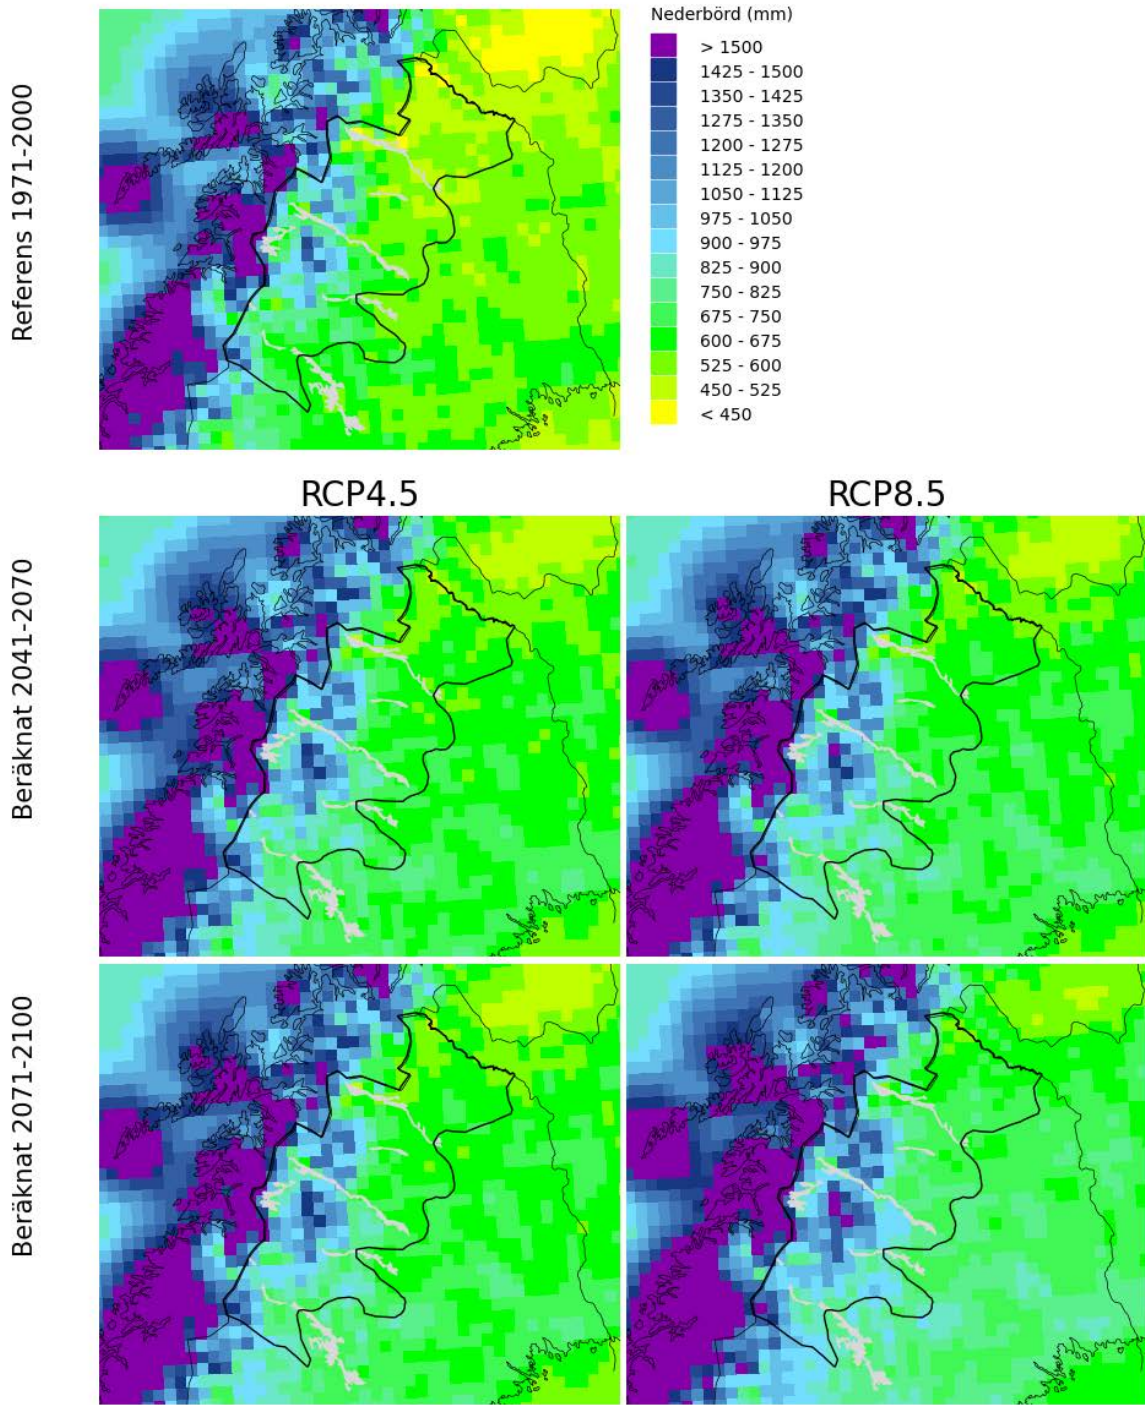 Nederbörd (mm)
> 1500
1425 - 1500
1350 - 1425
1275 - 1350
1200 - 1275
1125 - 1200
1050 - 1125
975 - 1050
900 - 975
825 - 900
750 - 825
675 - 750
600 - 675
525 - 600
450 - 525
< 450
Referens 1971-2000
RCP4.5
RCP8.5
Beräknat 2041-2070
Beräknat 2071-2100